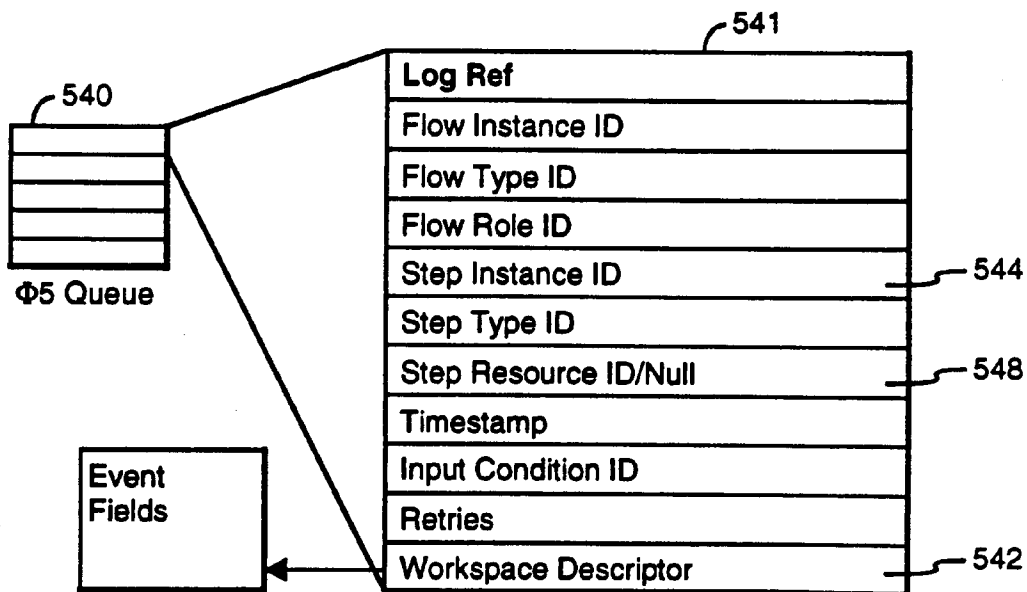 541
540
Log Ref
Flow Instance ID
Flow Type ID
Flow Role ID
Step Instance ID
544
Φ5 Queue
Step Type ID
Step Resource ID/Null
548
Timestamp
Input Condition ID
Event
Fields
Retries
Workspace Descriptor
542